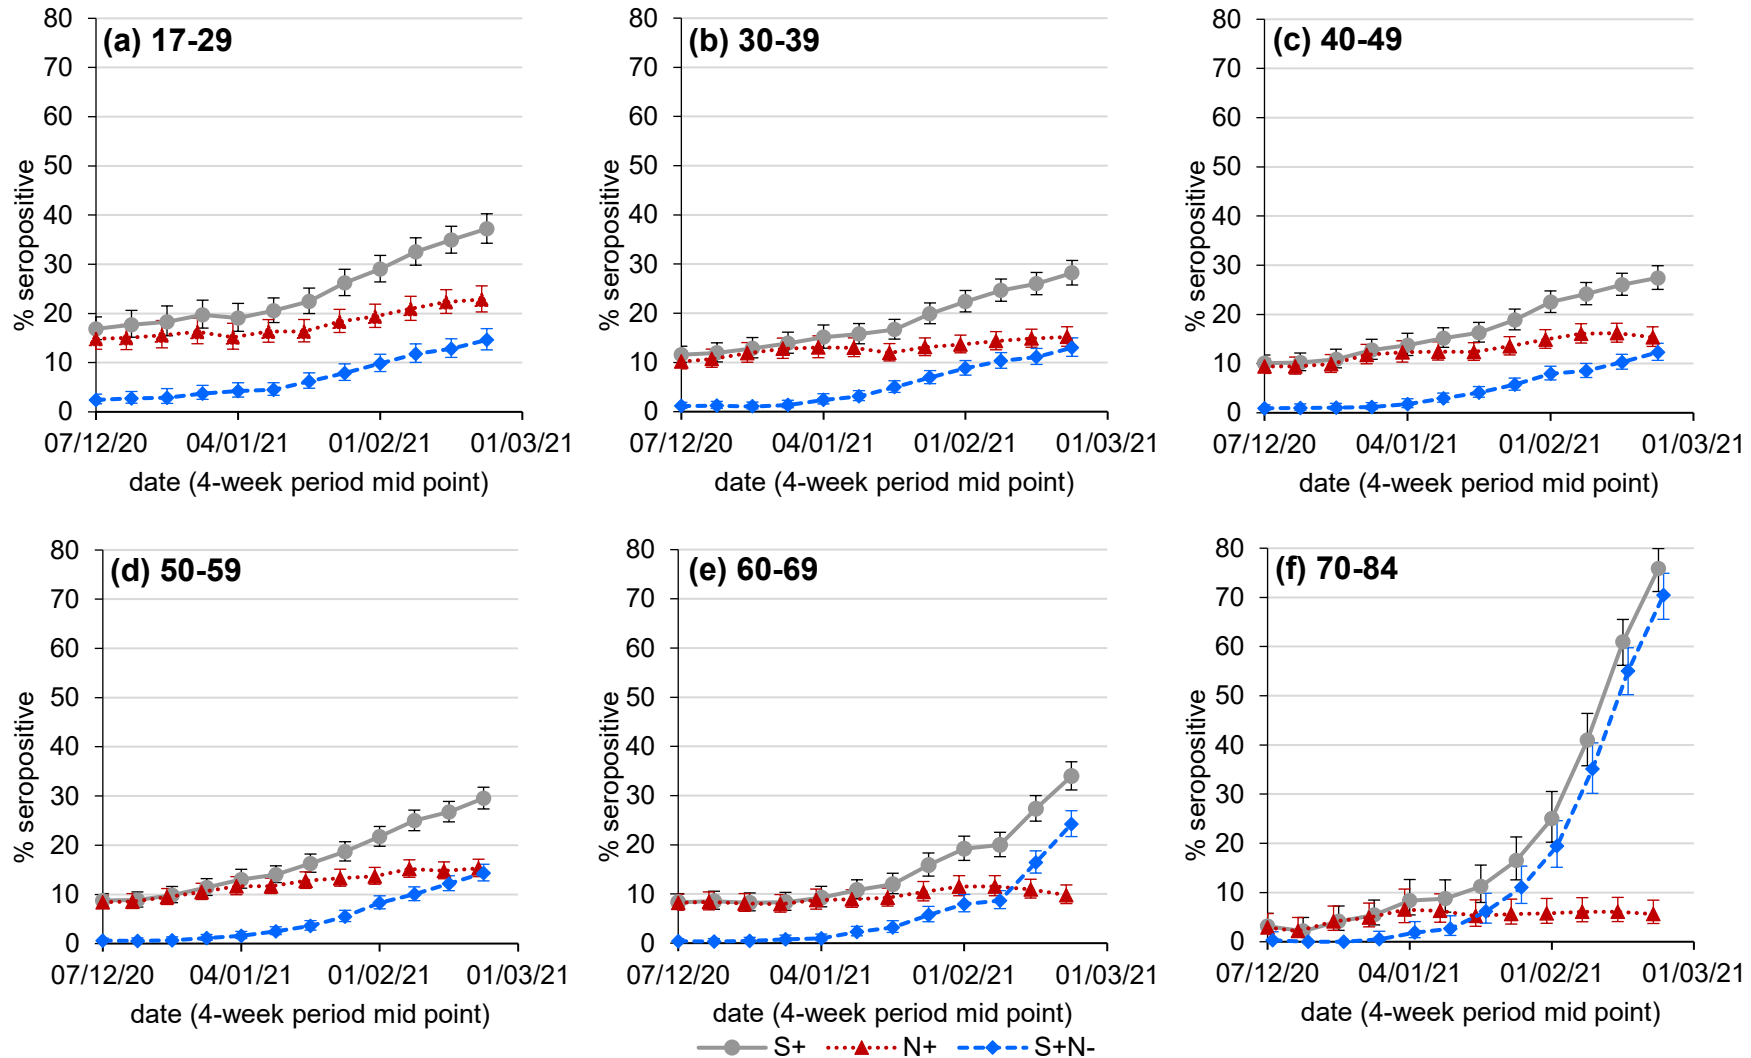 (a) 17-29
80
70
60
50
40
30
20
10
0
% seropositive
07/12/20 04/01/21 01/02/21 01/03/21
date (4-week period mid point)
(b) 30-39
80
70
60
50
40
30
20
10
0
% seropositive
07/12/20 04/01/21 01/02/21 01/03/21
date (4-week period mid point)
(c) 40-49
80
70
60
50
40
30
20
10
0
% seropositive
07/12/20 04/01/21 01/02/21 01/03/21
date (4-week period mid point)
(d) 50-59
80
70
60
50
40
30
20
10
0
% seropositive
07/12/20 04/01/21 01/02/21 01/03/21
date (4-week period mid point)
(e) 60-69
80
70
60
50
40
30
20
10
0
% seropositive
07/12/20 04/01/21 01/02/21 01/03/21
date (4-week period mid point)
(f) 70-84
80
70
60
50
40
30
20
10
0
% seropositive
07/12/20 04/01/21 01/02/21 01/03/21
date (4-week period mid point)
S+ N+ S+N-